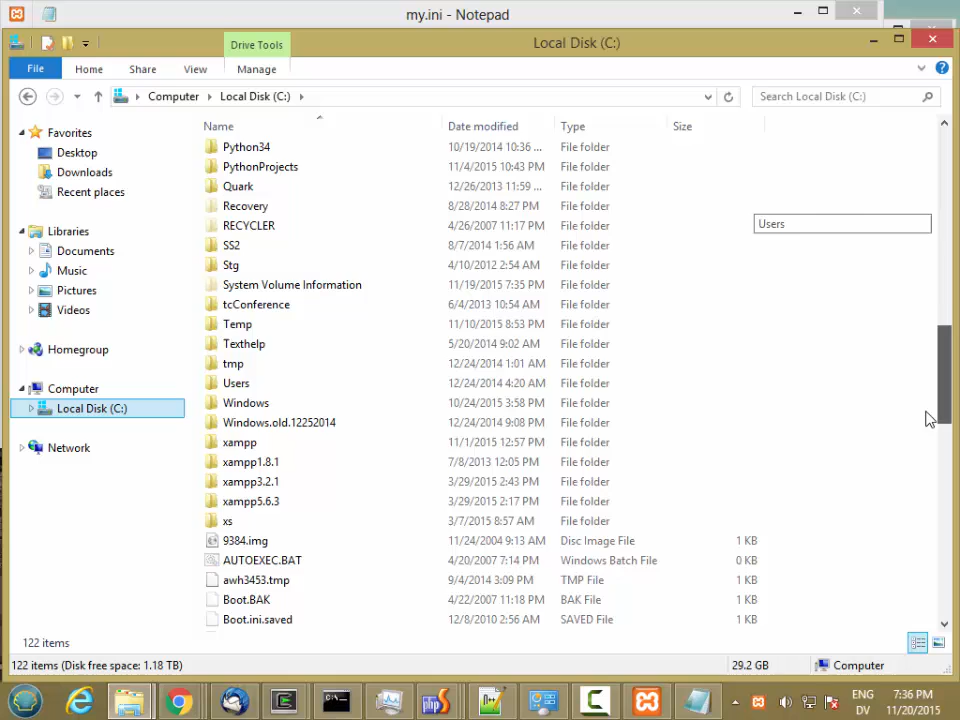 my.ini - Notepad
Drive Tools
Local Disk (C:)
File
Home
Share
View
Manage
Computer
Local Disk (C:)
Search Local Disk (C:)
Name
Date modified
Type
Size
Favorites
Desktop
Downloads
Recent places
Libraries
Documents
Music
Pictures
Videos
Homegroup
Computer
Local Disk (C:)
Network
Python34 10/19/2014 10:36 ... File folder
PythonProjects 11/4/2015 10:43 PM File folder
Quark 12/26/2013 11:59 ... File folder
Recovery 8/28/2014 8:27 PM File folder
RECYCLER 4/26/2007 11:17 PM File folder
SS2 8/7/2014 1:56 AM File folder
Stg 4/10/2012 2:54 AM File folder
System Volume Information 11/19/2015 7:35 PM File folder
tcConference 6/4/2013 10:54 AM File folder
Temp 11/10/2015 8:53 PM File folder
Texthelp 5/20/2014 9:02 AM File folder
tmp 12/24/2014 1:01 AM File folder
Users 12/24/2014 4:20 AM File folder
Windows 10/24/2015 3:58 PM File folder
Windows.old.12252014 12/24/2014 9:08 PM File folder
xampp 11/1/2015 12:57 PM File folder
xampp1.8.1 7/8/2013 12:05 PM File folder
xampp3.2.1 3/29/2015 2:43 PM File folder
xampp5.6.3 3/29/2015 2:17 PM File folder
xs 3/7/2015 8:57 AM File folder
9384.img 11/24/2004 9:13 AM Disc Image File 1 KB
AUTOEXEC.BAT 4/20/2007 7:14 PM Windows Batch File 0 KB
awh3453.tmp 9/4/2014 3:09 PM TMP File 1 KB
Boot.BAK 4/22/2007 11:18 PM BAK File 1 KB
Boot.ini.saved 12/8/2010 2:56 AM SAVED File 1 KB
Users
122 items
122 items (Disk free space: 1.18 TB)
29.2 GB
Computer
ENG
DV
7:36 PM
11/20/2015